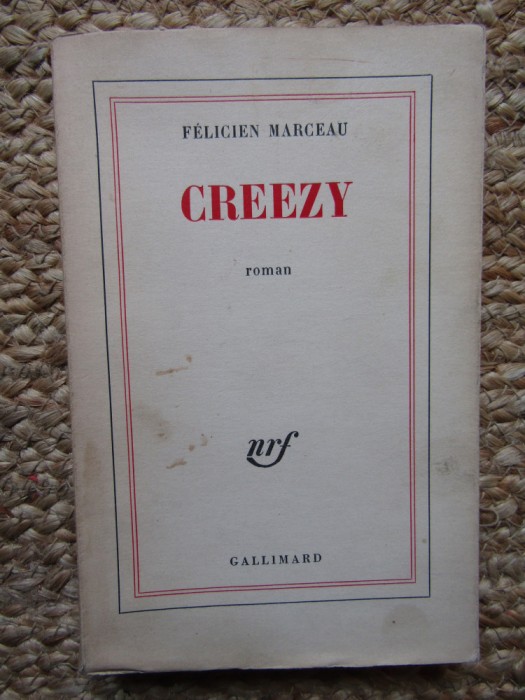 FÉLICIEN MARCEAU
CREEZY
roman
nrf
GALLIMARD